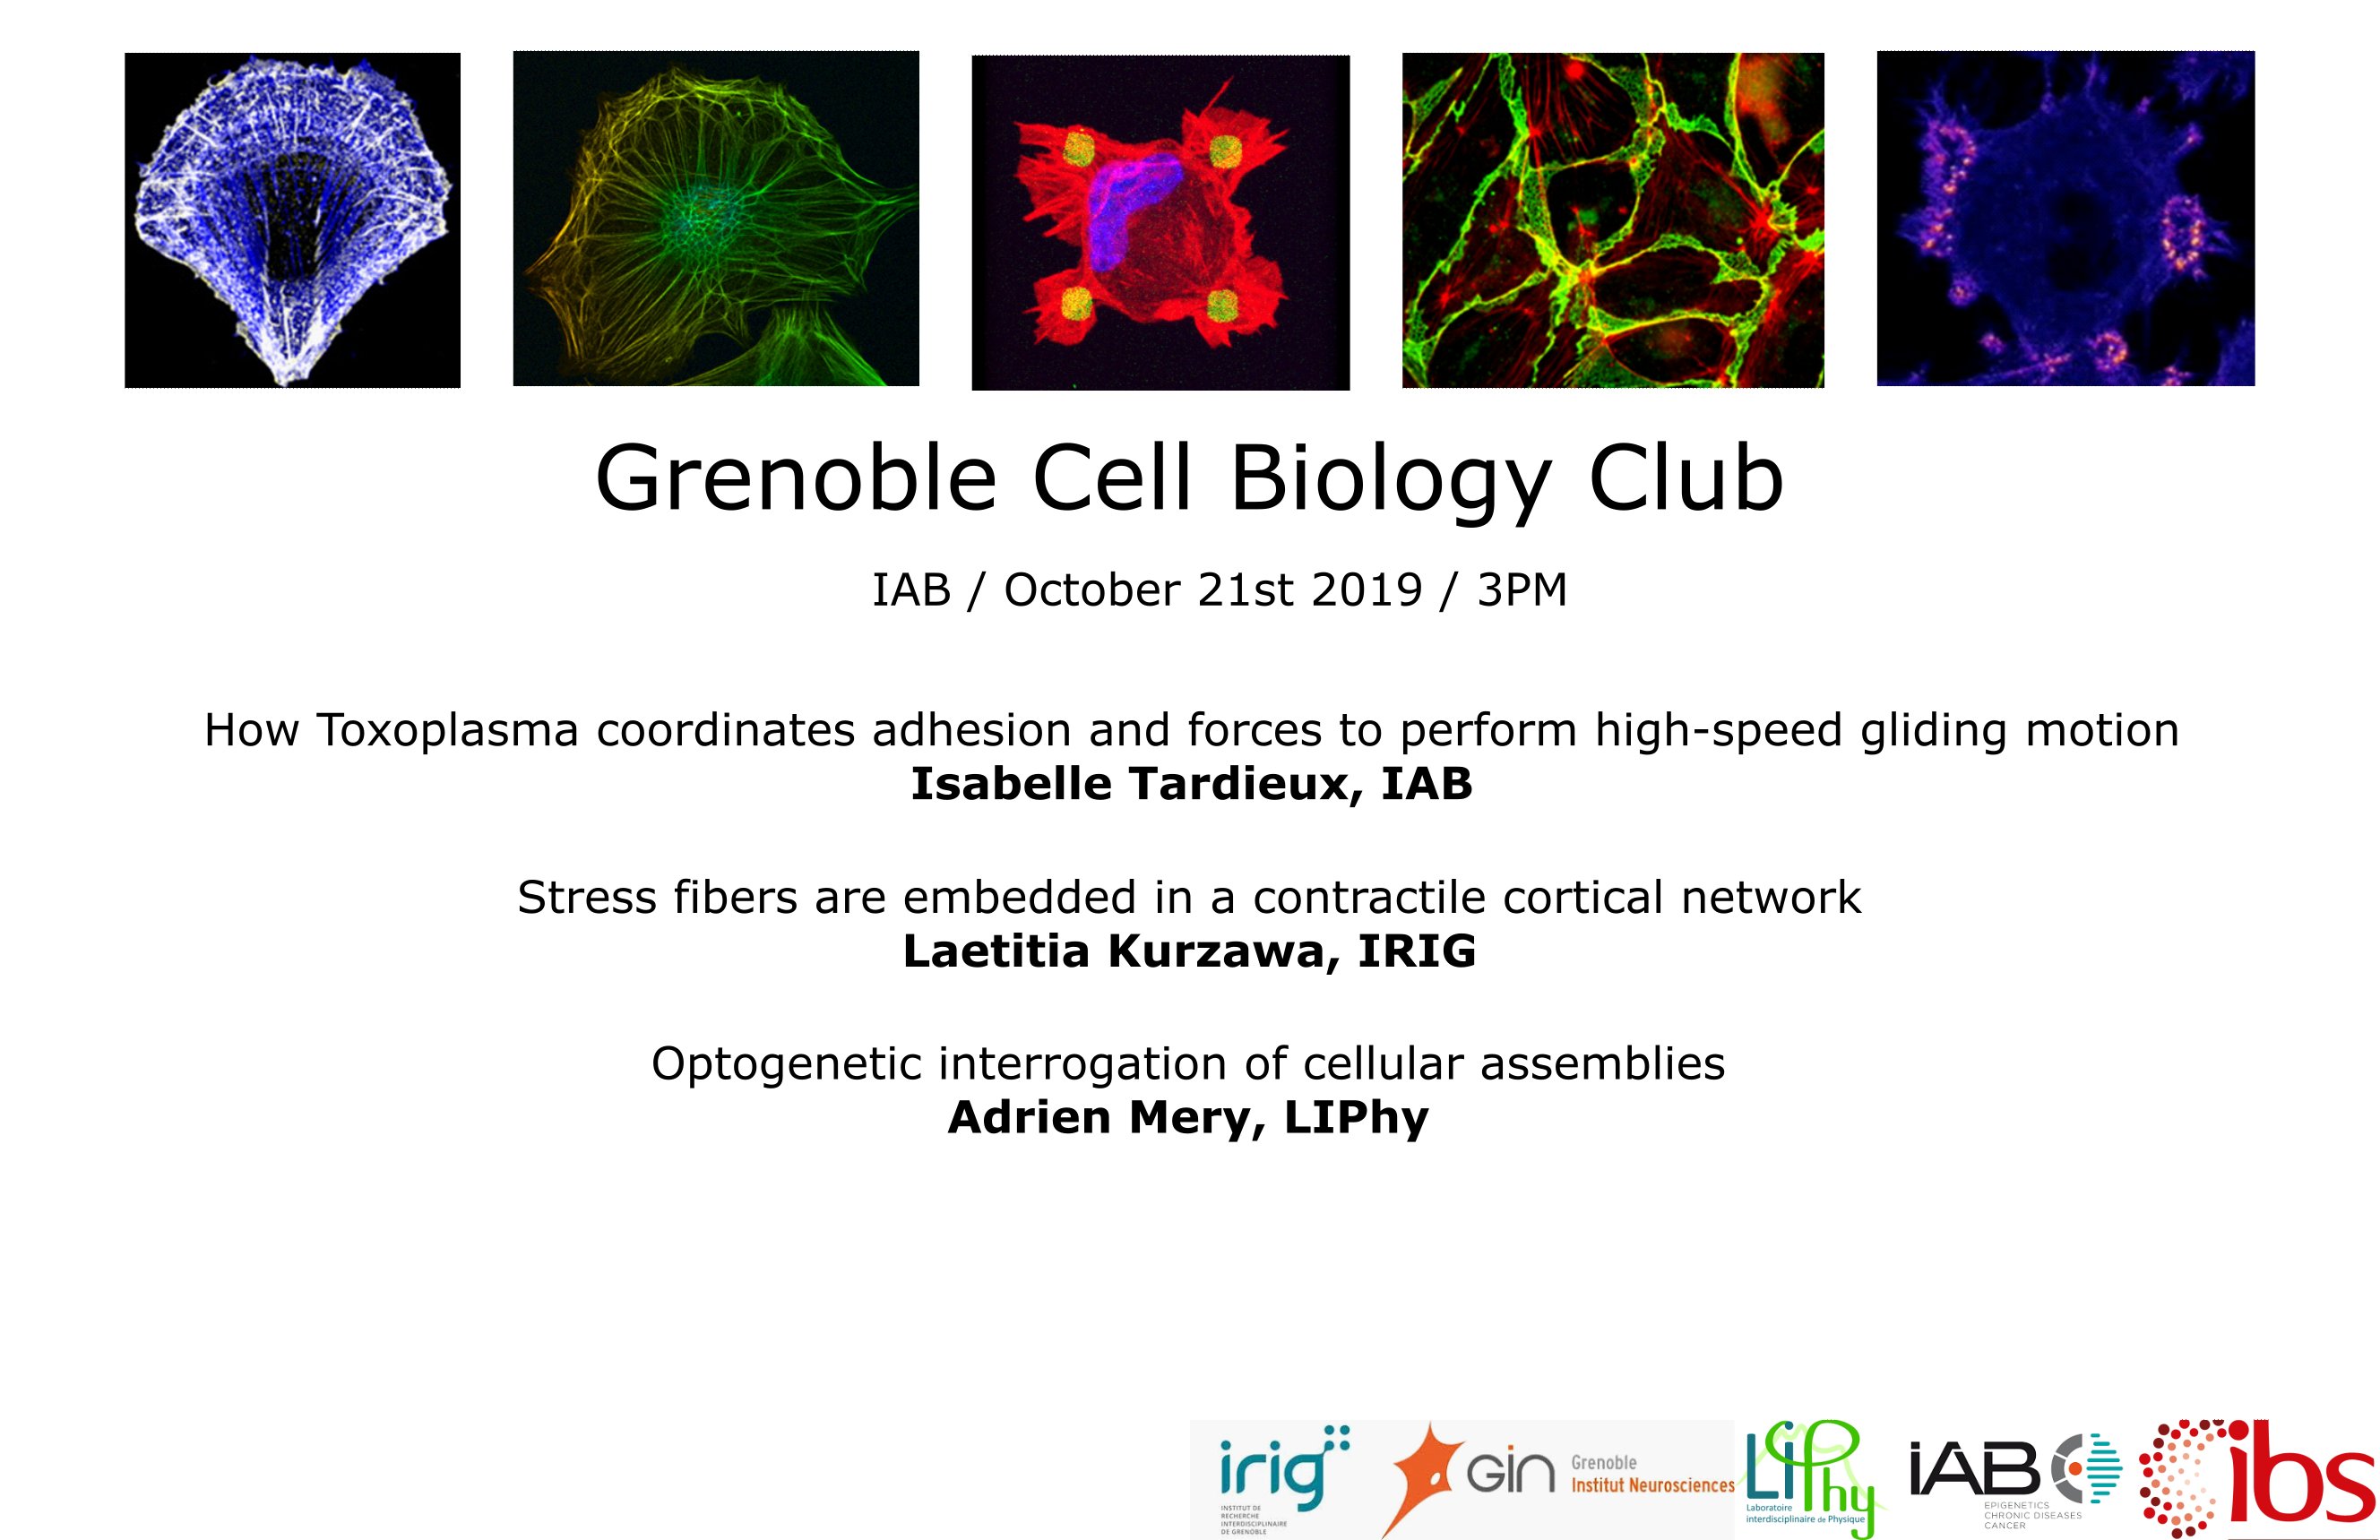 Grenoble Cell Biology Club
IAB / October 21st 2019 / 3PM
How Toxoplasma coordinates adhesion and forces to perform high-speed gliding motion
Isabelle Tardieux, IAB
Stress fibers are embedded in a contractile cortical network
Laetitia Kurzawa, IRIG
Optogenetic interrogation of cellular assemblies
Adrien Mery, LIPhy
irig
INSTITUT DE
RECHERCHE
INTERDISCIPLINAIRE
DE GRENOBLE
GIN
Grenoble
Institut Neurosciences
LiPhy
Laboratoire
interdisciplinaire de Physique
iAB
EPIGENETICS
CHRONIC DISEASES
CANCER
ibs